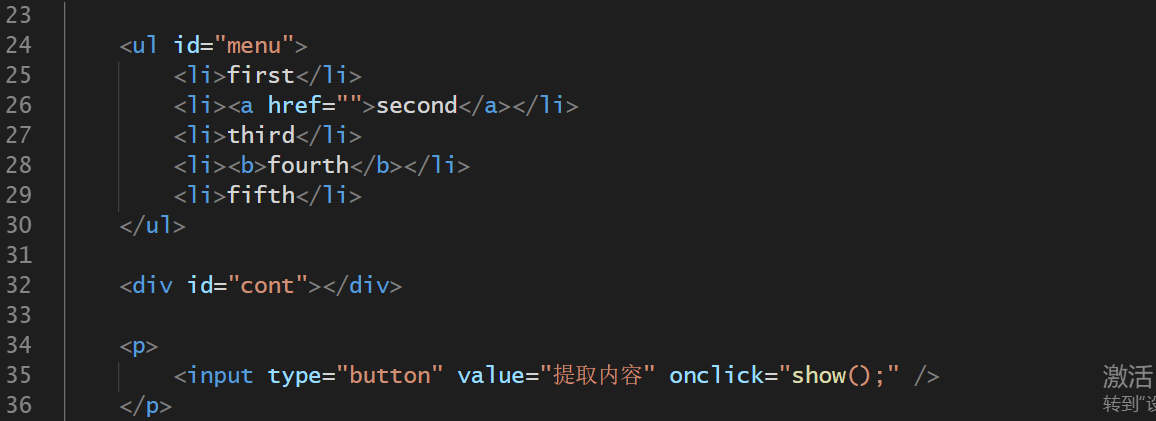 23
24 <ul id="menu">
25 <li>first</li>
26 <li><a href="">second</a></li>
27 <li>third</li>
28 <li><b>fourth</b></li>
29 <li>fifth</li>
30 </ul>
31
32 <div id="cont"></div>
33
34 <p>
35 <input type="button" value="提取内容" onclick="show();" />
36 </p>
激活
转到"设